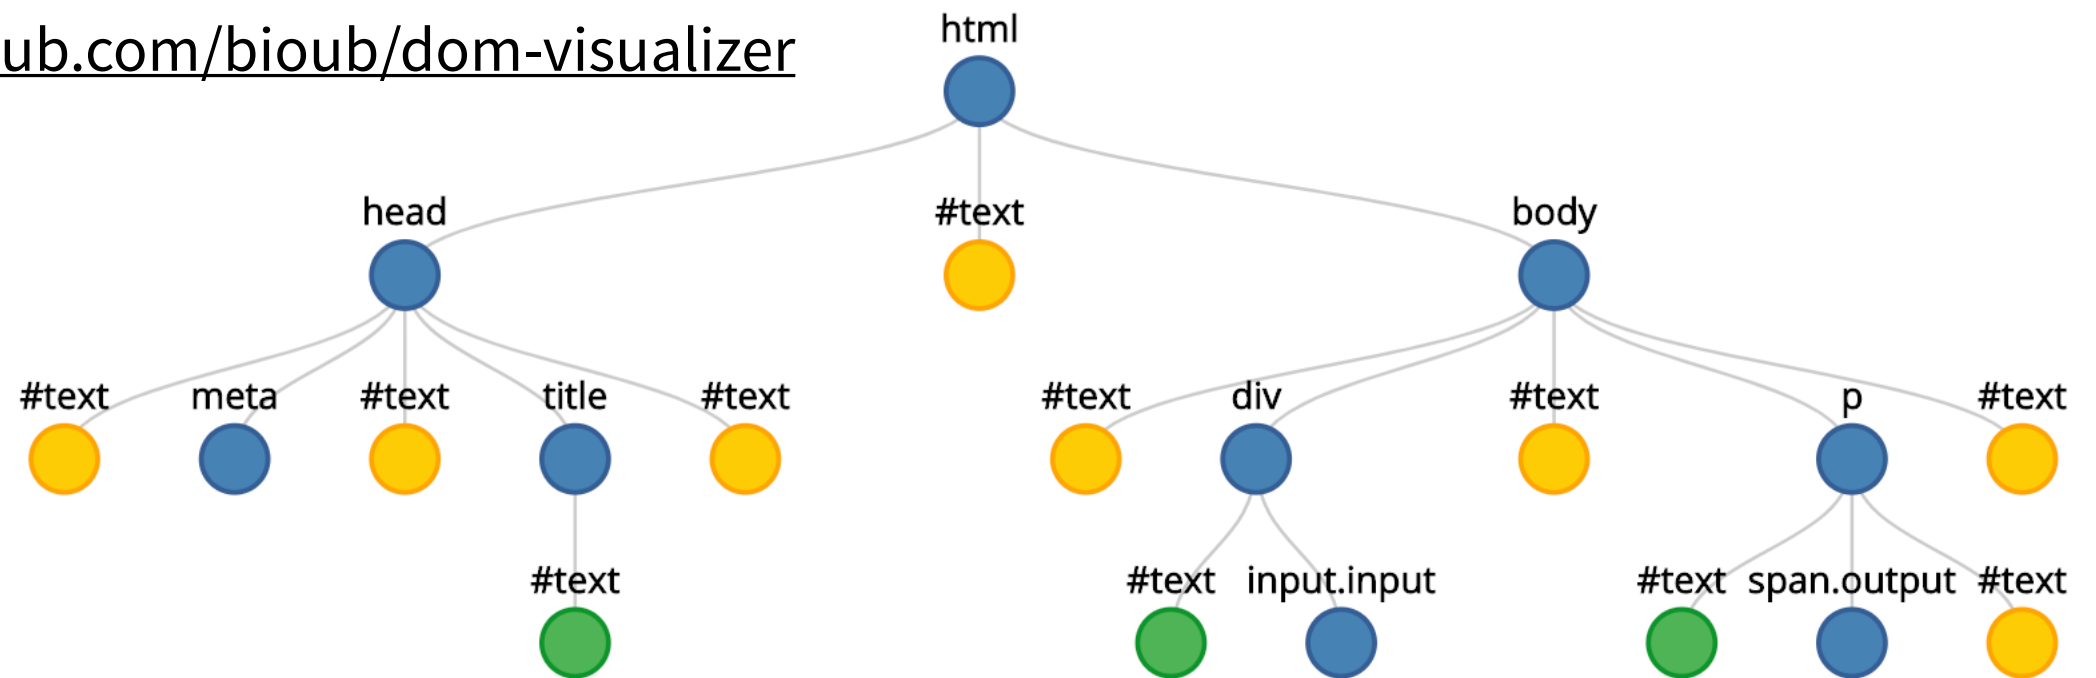 ub.com/bioub/dom-visualizer
html
head #text body
#text meta #text title #text #text div #text p #text
#text #text input.input #text span.output #text